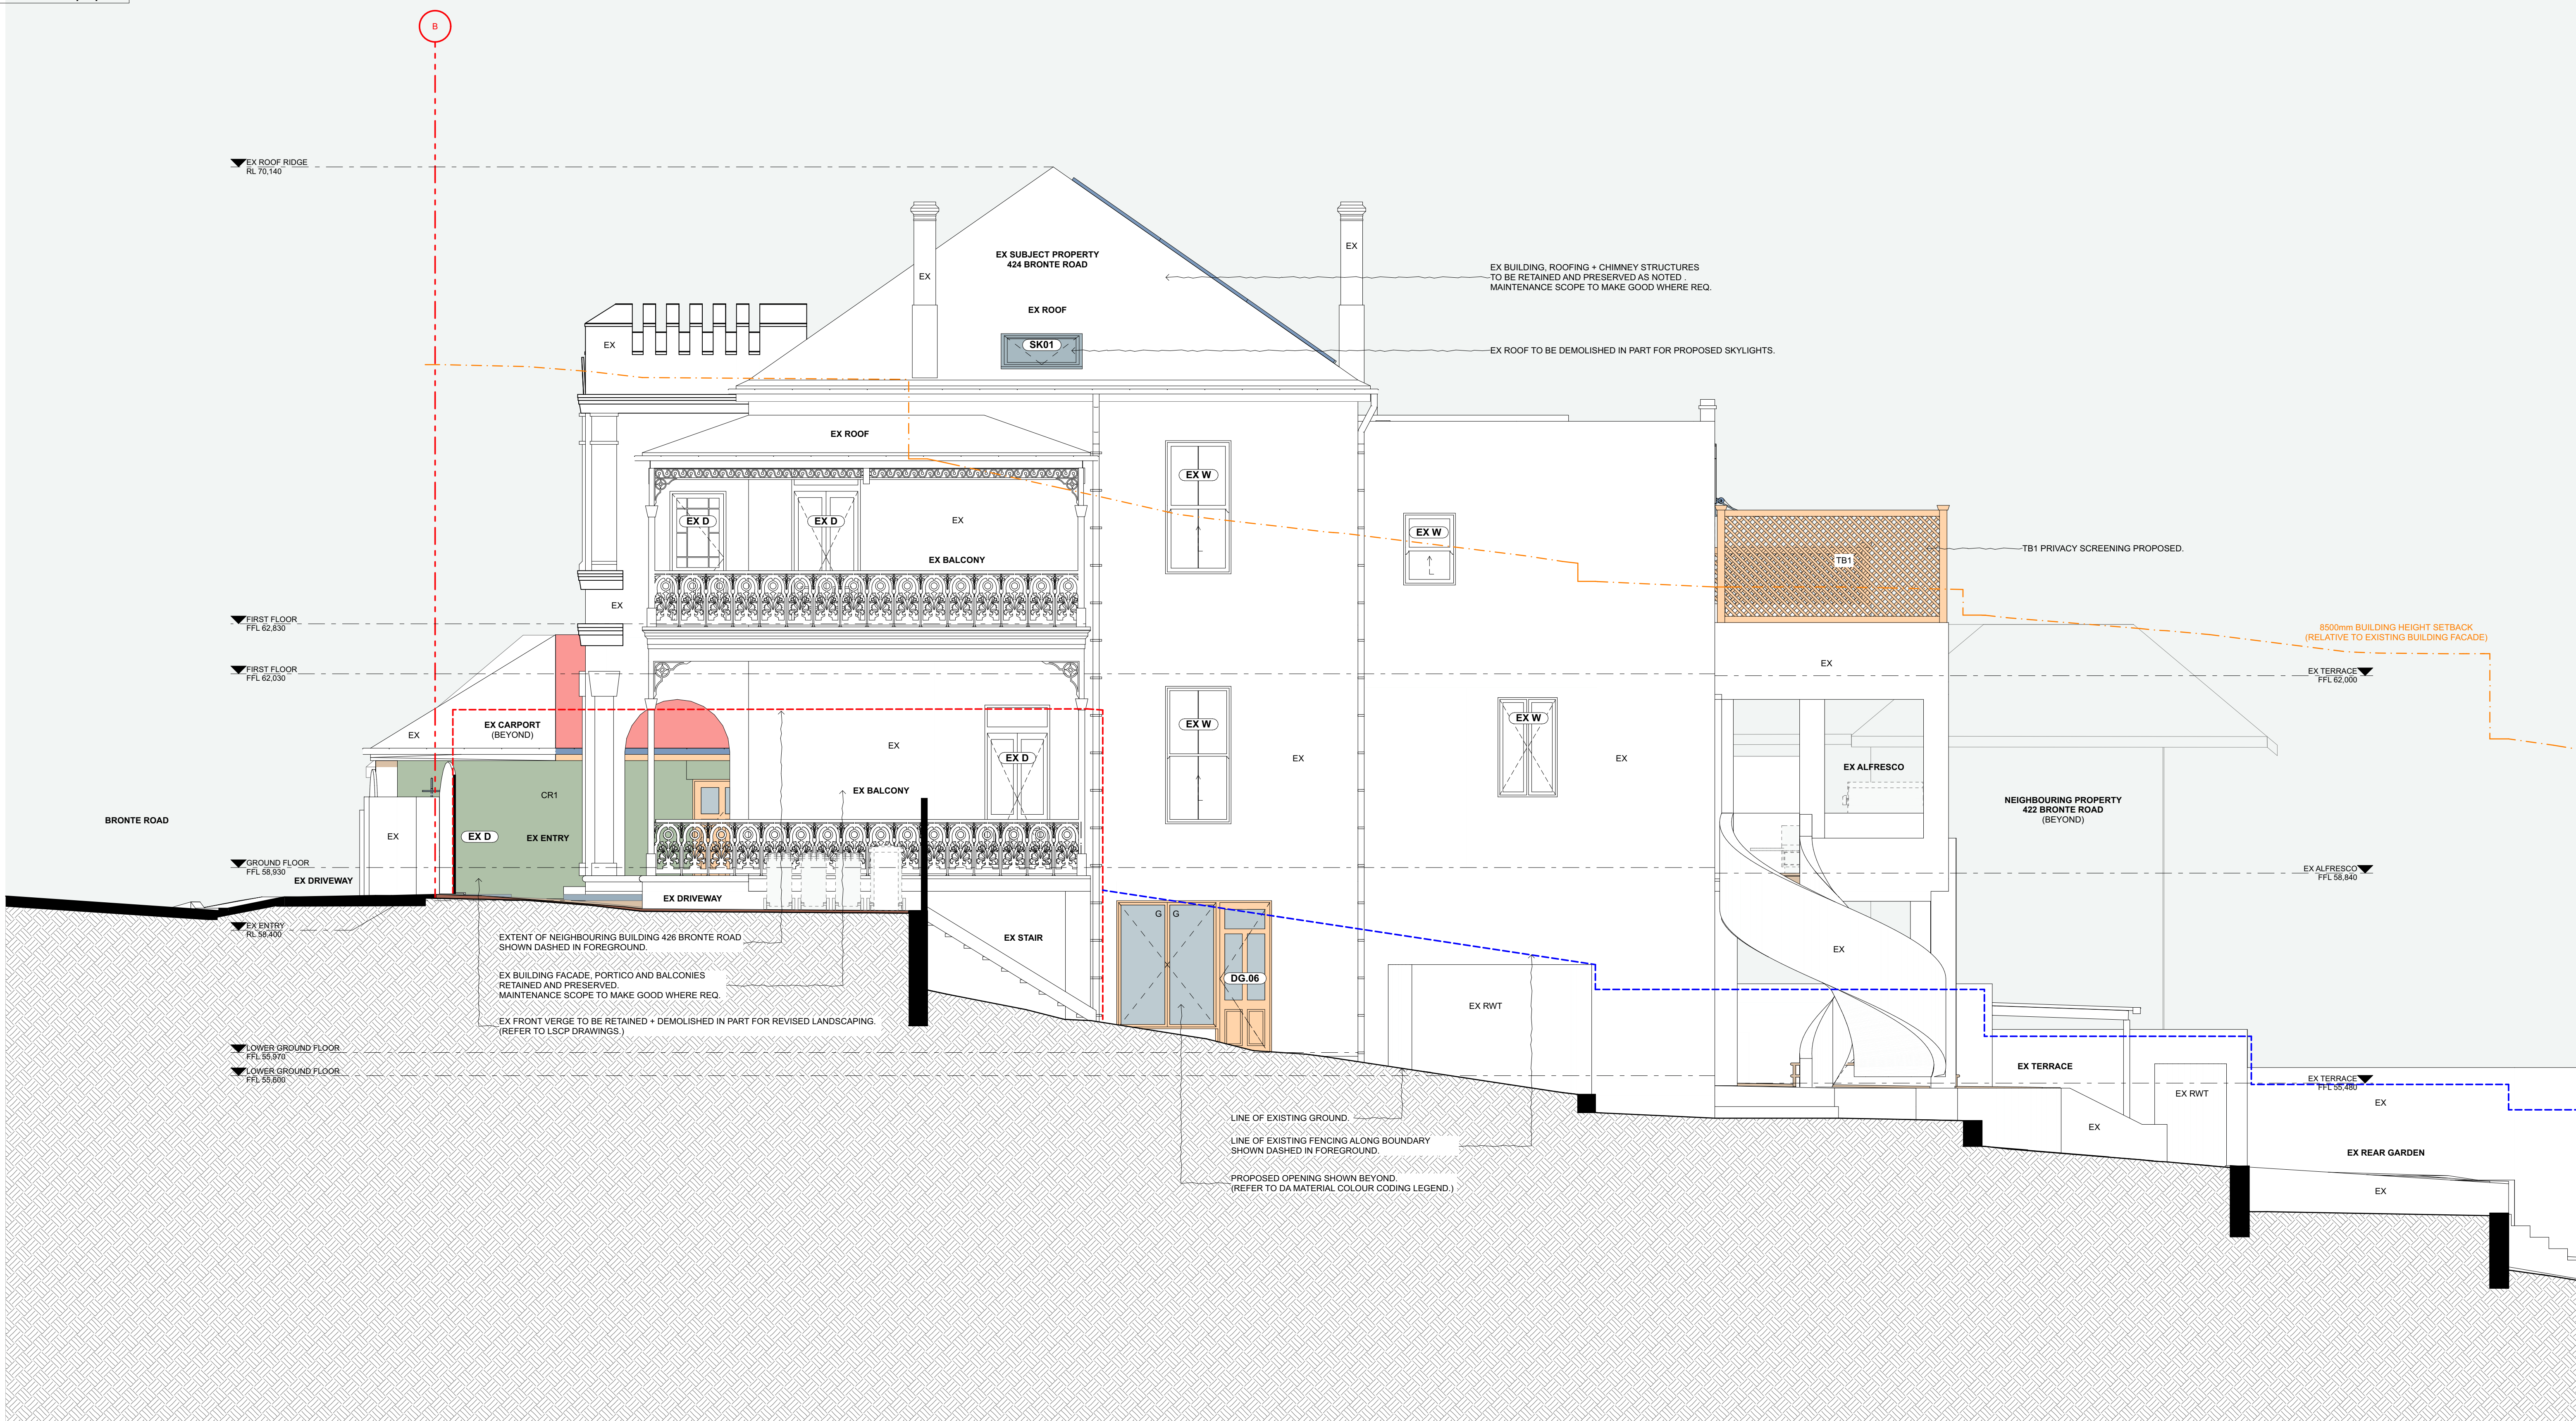 B
EX ROOF RIDGE
RL 70,140
EX SUBJECT PROPERTY
424 BRONTE ROAD
EX
EX
EX ROOF
SK01
EX
EX BUILDING, ROOFING + CHIMNEY STRUCTURES
TO BE RETAINED AND PRESERVED AS NOTED .
MAINTENANCE SCOPE TO MAKE GOOD WHERE REQ.
EX ROOF TO BE DEMOLISHED IN PART FOR PROPOSED SKYLIGHTS.
EX ROOF
EX W
EX D
EX D
EX
EX W
EX BALCONY
TB1
TB1 PRIVACY SCREENING PROPOSED.
EX
FIRST FLOOR
FFL 62,830
8500mm BUILDING HEIGHT SETBACK
(RELATIVE TO EXISTING BUILDING FACADE)
FIRST FLOOR
FFL 62,030
EX
EX TERRACE
FFL 62,000
EX CARPORT
(BEYOND)
EX
EX
EX D
EX W
EX
EX W
EX
EX ALFRESCO
CR1
EX BALCONY
NEIGHBOURING PROPERTY
422 BRONTE ROAD
(BEYOND)
BRONTE ROAD
EX
EX D
EX ENTRY
GROUND FLOOR
FFL 58,930
EX DRIVEWAY
EX ALFRESCO
FFL 58,840
EX DRIVEWAY
G
G
EX ENTRY
RL 58,400
EXTENT OF NEIGHBOURING BUILDING 426 BRONTE ROAD
SHOWN DASHED IN FOREGROUND.
EX STAIR
EX
X
DG.06
EX BUILDING FACADE, PORTICO AND BALCONIES
RETAINED AND PRESERVED.
MAINTENANCE SCOPE TO MAKE GOOD WHERE REQ.
EX RWT
EX FRONT VERGE TO BE RETAINED + DEMOLISHED IN PART FOR REVISED LANDSCAPING.
(REFER TO LSCP DRAWINGS.)
LOWER GROUND FLOOR
FFL 55,970
LOWER GROUND FLOOR
FFL 55,600
EX TERRACE
EX TERRACE
FFL 55,480
EX RWT
EX
LINE OF EXISTING GROUND.
EX
LINE OF EXISTING FENCING ALONG BOUNDARY
SHOWN DASHED IN FOREGROUND.
EX REAR GARDEN
PROPOSED OPENING SHOWN BEYOND.
(REFER TO DA MATERIAL COLOUR CODING LEGEND.)
EX